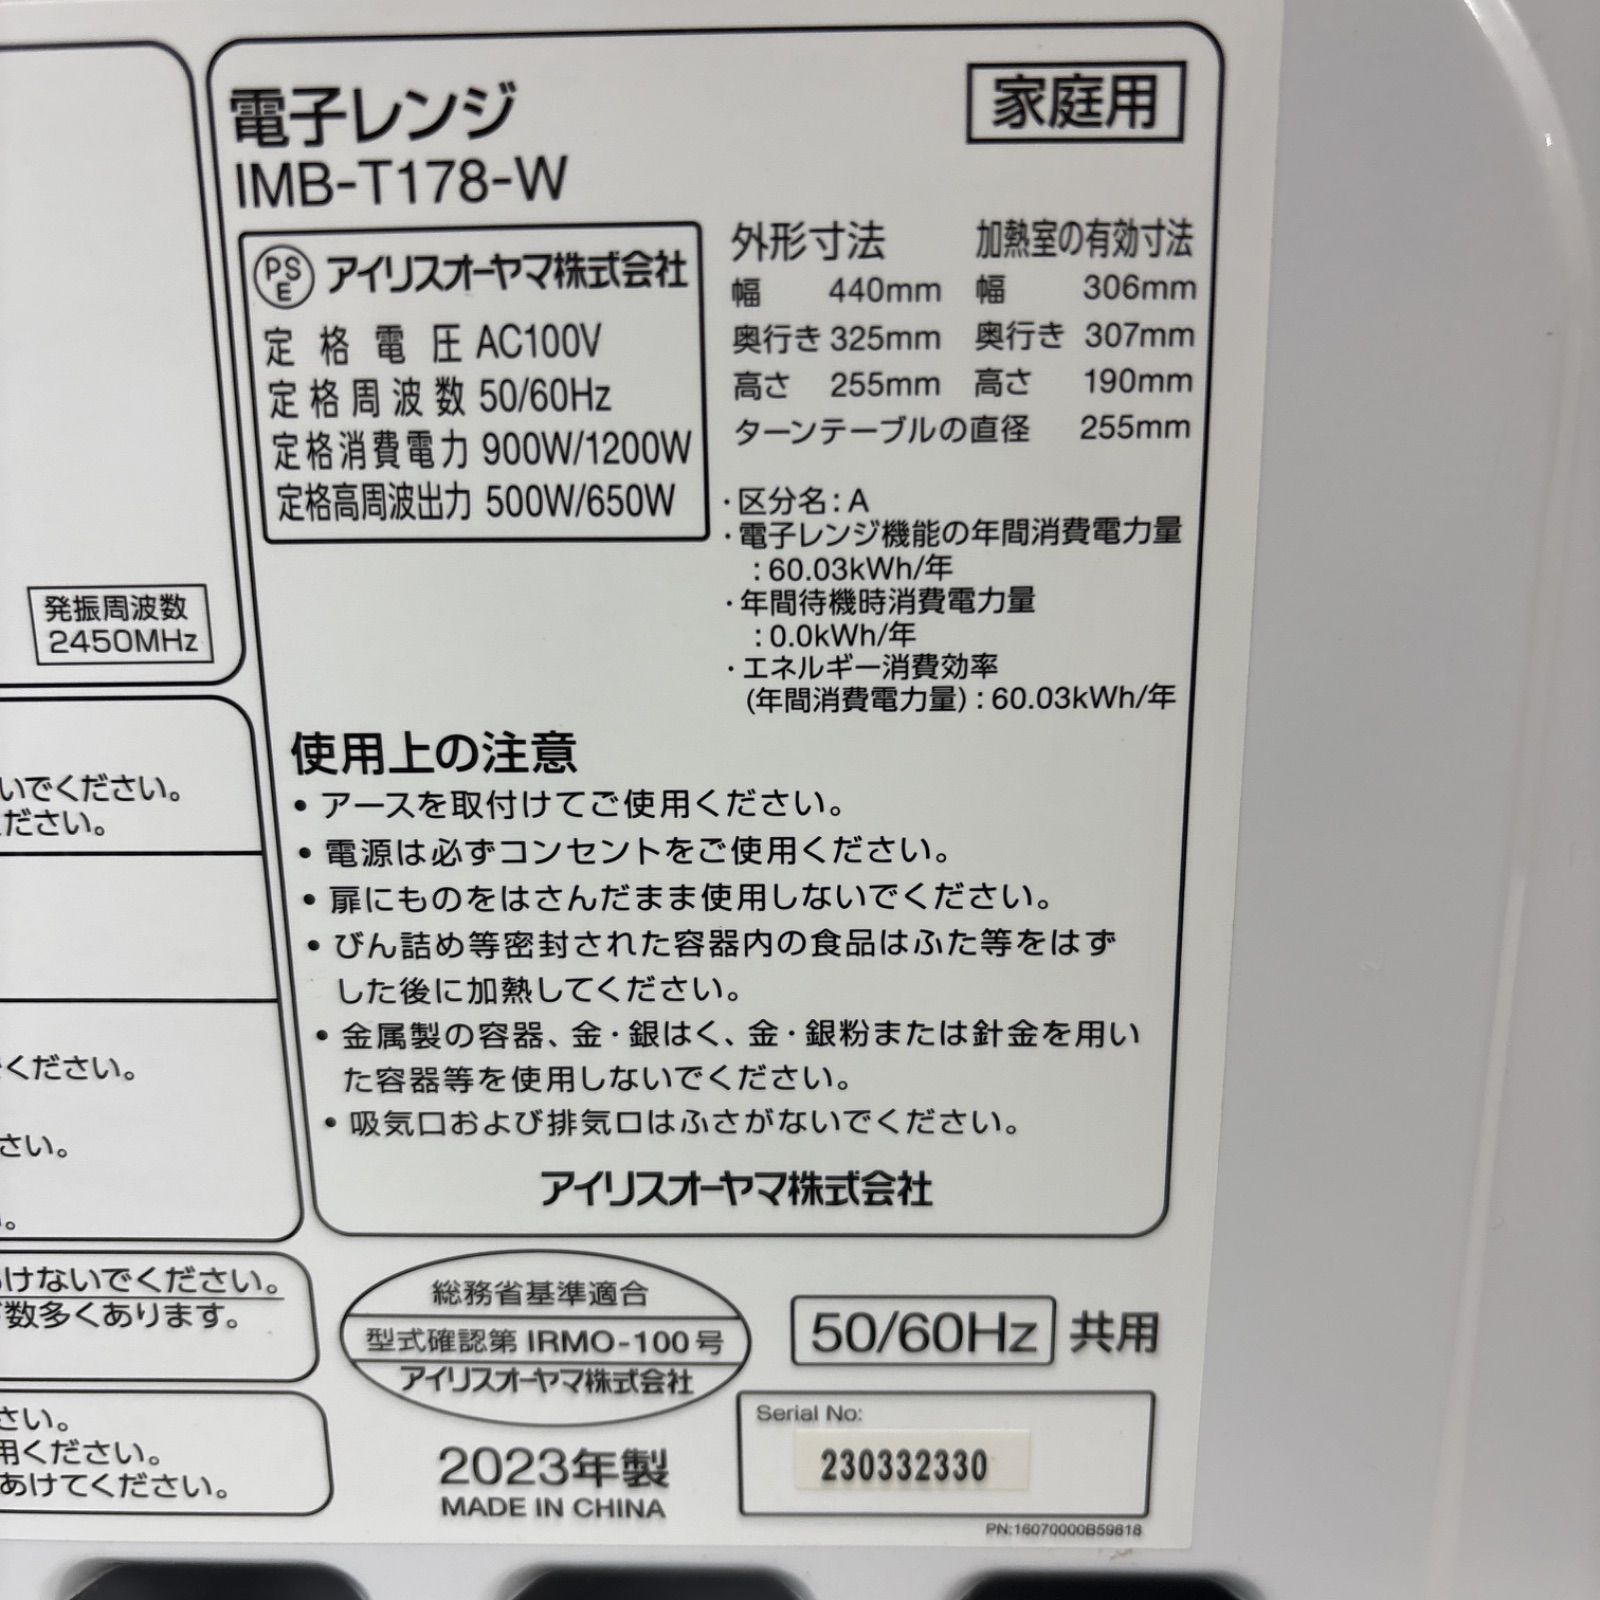 家庭用
電子レンジ
IMB-T178-W
PSE アイリスオーヤマ株式会社
定格電圧 AC100V
定格周波数 50/60Hz
定格消費電力 900W/1200W
定格高周波出力 500W/650W
外形寸法
幅 440mm
奥行き 325mm
高さ 255mm
加熱室の有効寸法
幅 306mm
奥行き 307mm
高さ 190mm
ターンテーブルの直径 255mm
・区分名:A
・電子レンジ機能の年間消費電力量
:60.03kWh/年
・年間待機時消費電力量
:0.0kWh/年
・エネルギー消費効率
(年間消費電力量):60.03kWh/年
発振周波数
2450MHz
使用上の注意
• アースを取付けてご使用ください。
• 電源は必ずコンセントをご使用ください。
• 扉にものをはさんだまま使用しないでください。
• びん詰め等密封された容器内の食品はふた等をはず
した後に加熱してください。
• 金属製の容器、金・銀はく、金・銀粉または針金を用い
た容器等を使用しないでください。
• 吸気口および排気口はふさがないでください。
アイリスオーヤマ株式会社
いでください。
ださい。
ください。
さい。
けないでください。
数多くあります。
さい。
用ください。
あけてください。
総務省基準適合
型式確認第 IRMO-100号
アイリスオーヤマ株式会社
50/60Hz 共用
2023年製
MADE IN CHINA
Serial No:
230332330
PN:16070000B59818